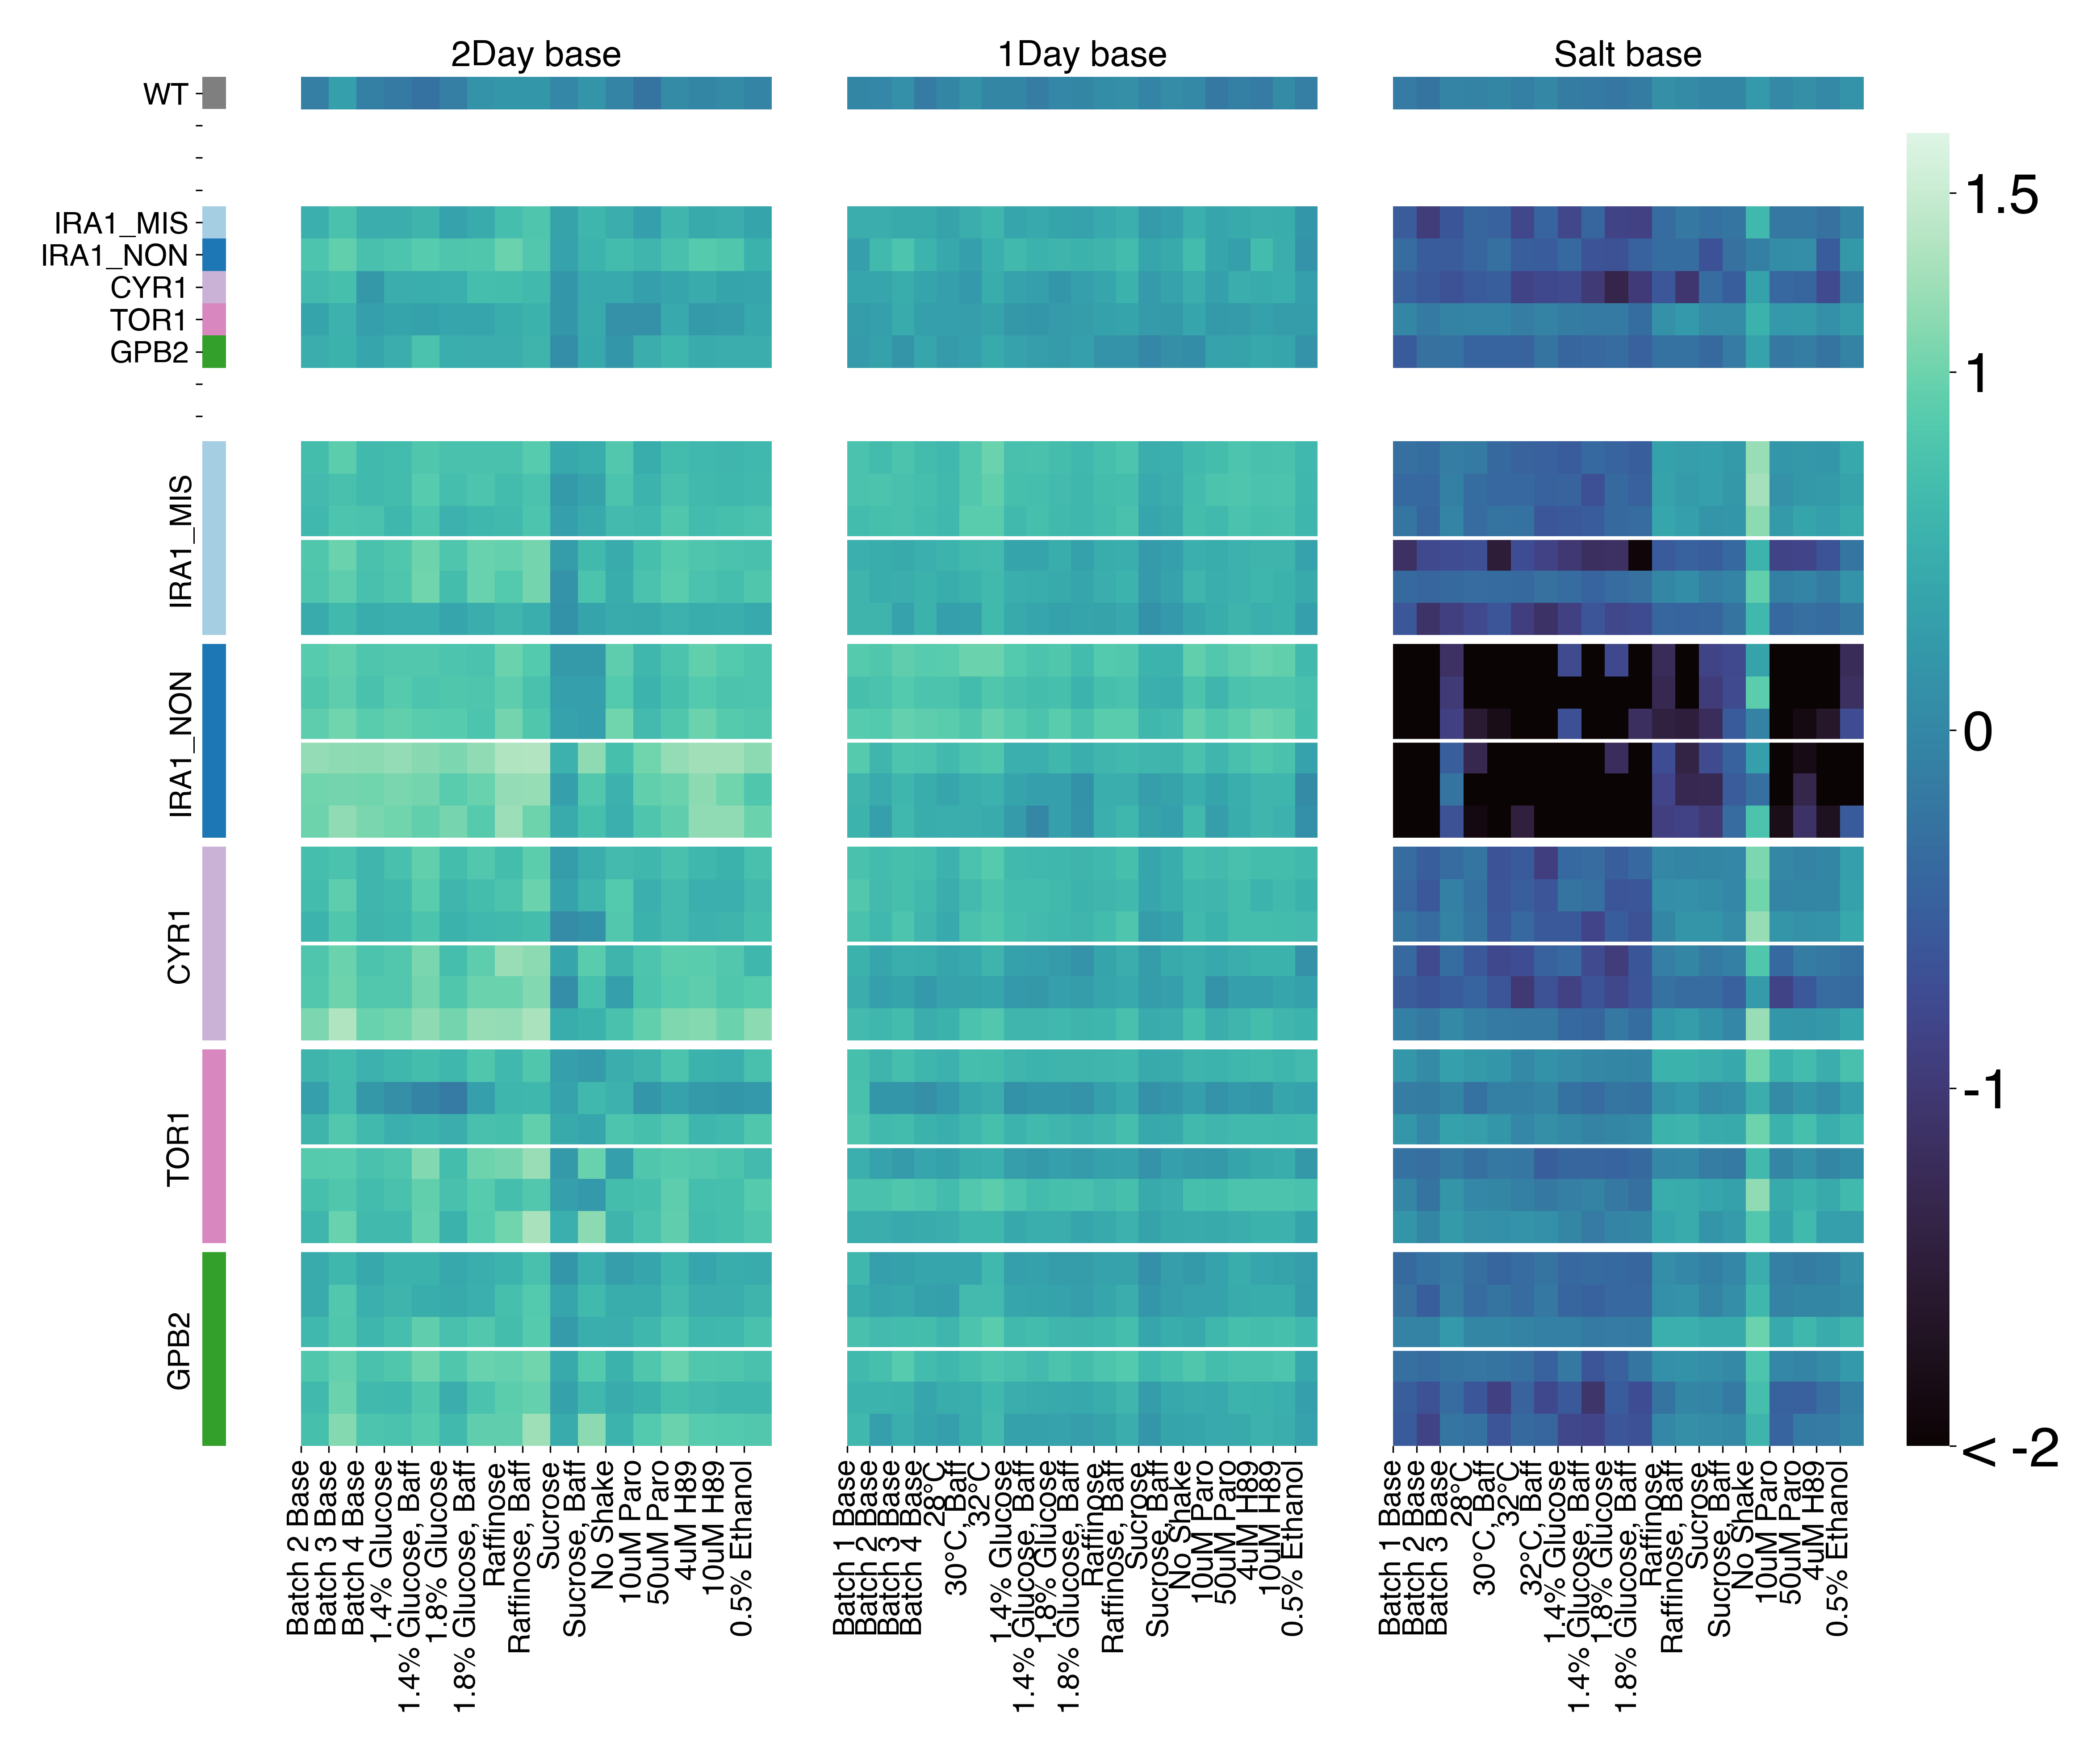 2Day base
1Day base
Salt base
WT
IRA1_MIS
IRA1_NON
CYR1
TOR1
GPB2
IRA1_MIS
IRA1_NON
CYR1
TOR1
GPB2
1.5
1
0
-1
< -2
Batch 2 Base
Batch 3 Base
Batch 4 Base
1.4% Glucose
1.4% Glucose, Baff
1.8% Glucose
1.8% Glucose, Baff
Raffinose
Raffinose, Baff
Sucrose
Sucrose, Baff
No Shake
10uM Paro
50uM Paro
4uM H89
10uM H89
0.5% Ethanol
Batch 1 Base
Batch 2 Base
Batch 3 Base
Batch 4 Base
28°C
30°C, Baff
32°C
1.4% Glucose
1.4% Glucose, Baff
1.8% Glucose
1.8% Glucose, Baff
Raffinose
Raffinose, Baff
Sucrose
Sucrose, Baff
No Shake
10uM Paro
50uM Paro
4uM H89
10uM H89
0.5% Ethanol
Batch 1 Base
Batch 2 Base
Batch 3 Base
28°C
30°C, Baff
32°C
32°C, Baff
1.4% Glucose
1.4% Glucose, Baff
1.8% Glucose
1.8% Glucose, Baff
Raffinose
Raffinose, Baff
Sucrose
Sucrose, Baff
No Shake
10uM Paro
50uM Paro
4uM H89
0.5% Ethanol